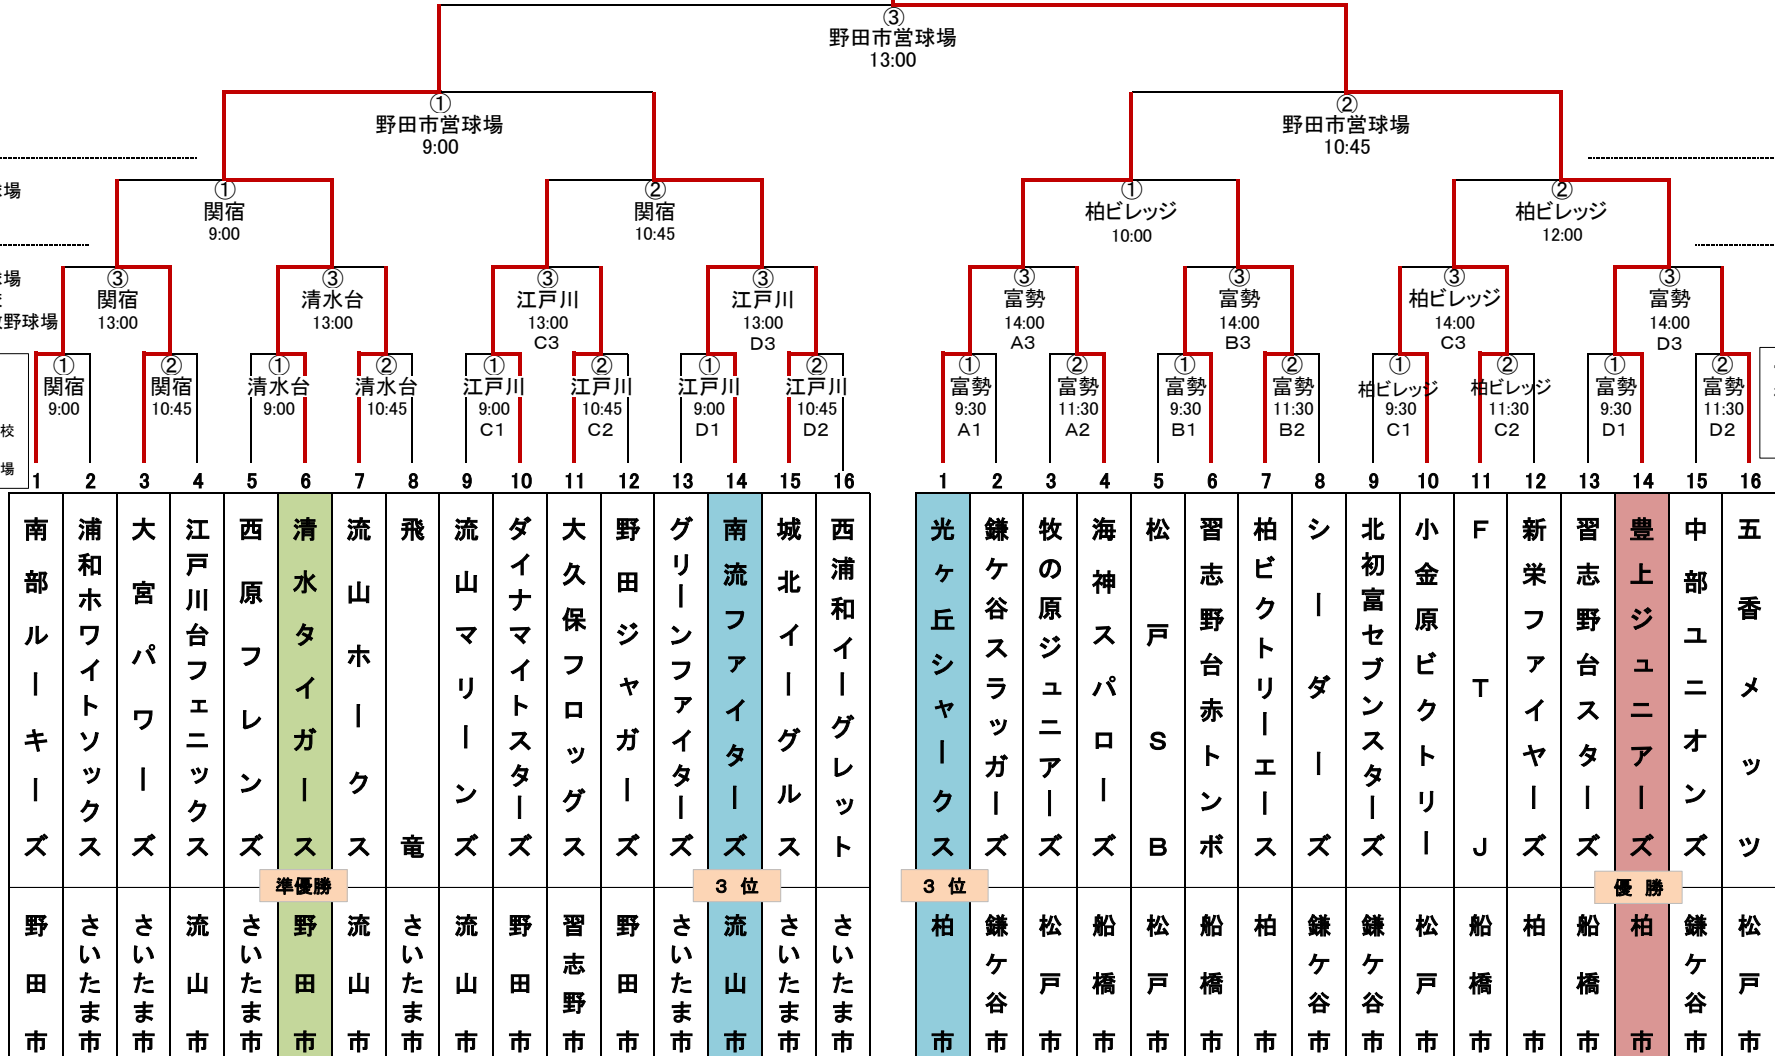 ③
野田市営球場
13:00
①
野田市営球場
9:00
②
野田市営球場
10:45
場
①
関宿
9:00
②
関宿
10:45
①
柏ビレッジ
10:00
②
柏ビレッジ
12:00
場
野球場
③
関宿
13:00
③
清水台
13:00
③
江戸川
13:00
C3
③
江戸川
13:00
D3
③
富勢
14:00
A3
③
富勢
14:00
B3
③
柏ビレッジ
14:00
C3
③
富勢
14:00
D3
校
場
①
関宿
9:00
②
関宿
10:45
①
清水台
9:00
②
清水台
10:45
①
江戸川
9:00
C1
②
江戸川
10:45
C2
①
江戸川
9:00
D1
②
江戸川
10:45
D2
①
富勢
9:30
A1
②
富勢
11:30
A2
①
富勢
9:30
B1
②
富勢
11:30
B2
①
柏ビレッジ
9:30
C1
②
柏ビレッジ
11:30
C2
①
富勢
9:30
D1
②
富勢
11:30
D2
1
南部ルーキーズ
野田市
2
浦和ホワイトソックス
さいたま市
3
大宮パワーズ
さいたま市
4
江戸川台フェニックス
流山市
5
西原フレンズ
さいたま市
6
清水タイガース
準優勝
野田市
7
流山ホークス
流山市
8
飛竜
さいたま市
9
流山マリーンズ
流山市
10
ダイナマイトスターズ
野田市
11
大久保フロッグス
習志野市
12
野田ジャガーズ
野田市
13
グリーンファイターズ
さいたま市
14
南流ファイターズ
3 位
流山市
15
城北イーグルス
さいたま市
16
西浦和イーグレット
さいたま市
1
光ヶ丘シャークス
3 位
柏市
2
鎌ケ谷スラッガーズ
鎌ケ谷市
3
牧の原ジュニアーズ
松戸市
4
海神スパローズ
船橋市
5
松戸SB
松戸市
6
習志野台赤トンボ
船橋市
7
柏ビクトリーエース
柏市
8
シーダーズ
鎌ケ谷市
9
北初富セブンスターズ
鎌ケ谷市
10
小金原ビクトリー
松戸市
11
FTJ
船橋市
12
新栄ファイヤーズ
柏市
13
習志野台スターズ
船橋市
14
豊上ジュニアーズ
優 勝
柏市
15
中部ユニオンズ
鎌ケ谷市
16
五香メッツ
松戸市